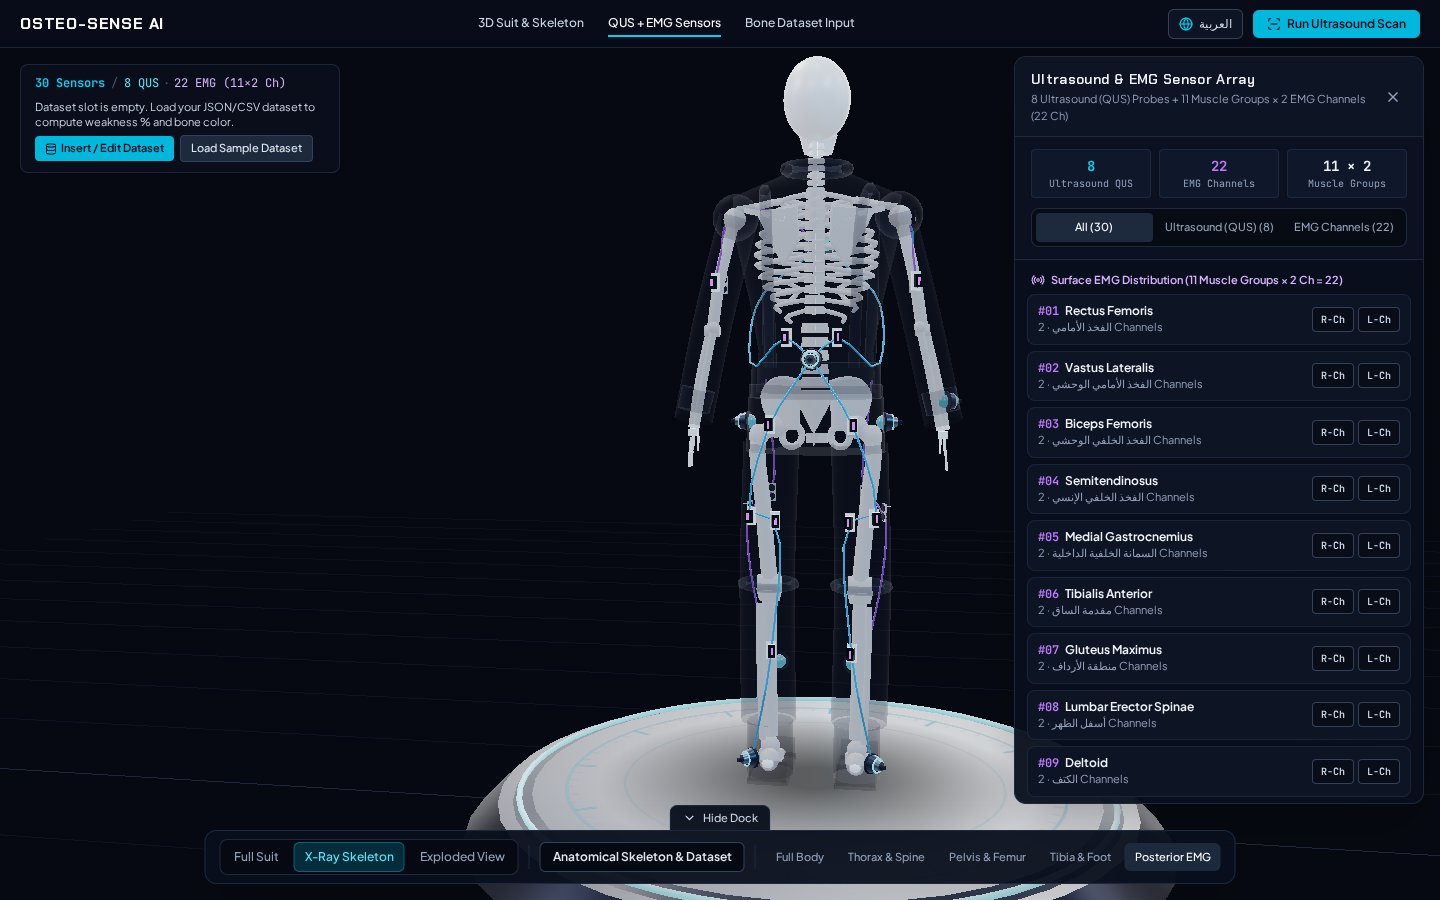 OSTEO-SENSE AI
3D Suit & Skeleton
QUS + EMG Sensors
Bone Dataset Input
العربية
Run Ultrasound Scan
30 Sensors / 8 QUS · 22 EMG (11×2 Ch)
Dataset slot is empty. Load your JSON/CSV dataset to
compute weakness % and bone color.
Insert / Edit Dataset
Load Sample Dataset
Ultrasound & EMG Sensor Array
8 Ultrasound (QUS) Probes + 11 Muscle Groups × 2 EMG Channels
(22 Ch)
8
Ultrasound QUS
22
EMG Channels
11 × 2
Muscle Groups
All (30)
Ultrasound (QUS) (8)
EMG Channels (22)
Surface EMG Distribution (11 Muscle Groups × 2 Ch = 22)
#01 Rectus Femoris
الفخذ الأمامي · 2 Channels
R-Ch
L-Ch
#02 Vastus Lateralis
الفخذ الأمامي الوحشي · 2 Channels
R-Ch
L-Ch
#03 Biceps Femoris
الفخذ الخلفي الوحشي · 2 Channels
R-Ch
L-Ch
#04 Semitendinosus
الفخذ الخلفي الإنسي · 2 Channels
R-Ch
L-Ch
#05 Medial Gastrocnemius
السمانة الخلفية الداخلية · 2 Channels
R-Ch
L-Ch
#06 Tibialis Anterior
مقدمة الساق · 2 Channels
R-Ch
L-Ch
#07 Gluteus Maximus
منطقة الأرداف · 2 Channels
R-Ch
L-Ch
#08 Lumbar Erector Spinae
أسفل الظهر · 2 Channels
R-Ch
L-Ch
#09 Deltoid
الكتف · 2 Channels
R-Ch
L-Ch
Hide Dock
Full Suit
X-Ray Skeleton
Exploded View
Anatomical Skeleton & Dataset
Full Body
Thorax & Spine
Pelvis & Femur
Tibia & Foot
Posterior EMG